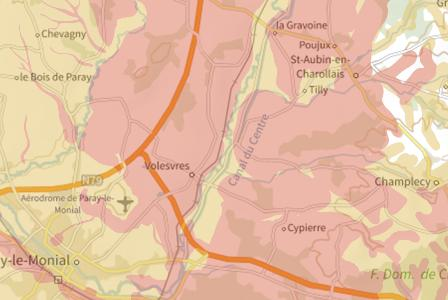 la Gravoine
Chevagny
Poujux
St-Aubin-en-
Charollais
le Bois de Paray
Tilly
Canal du Centre
Volesvres
N79
Champlecy
Aérodrome de Paray-le-
Monial
Cypierre
y-le-Monial
F. Dom. de C